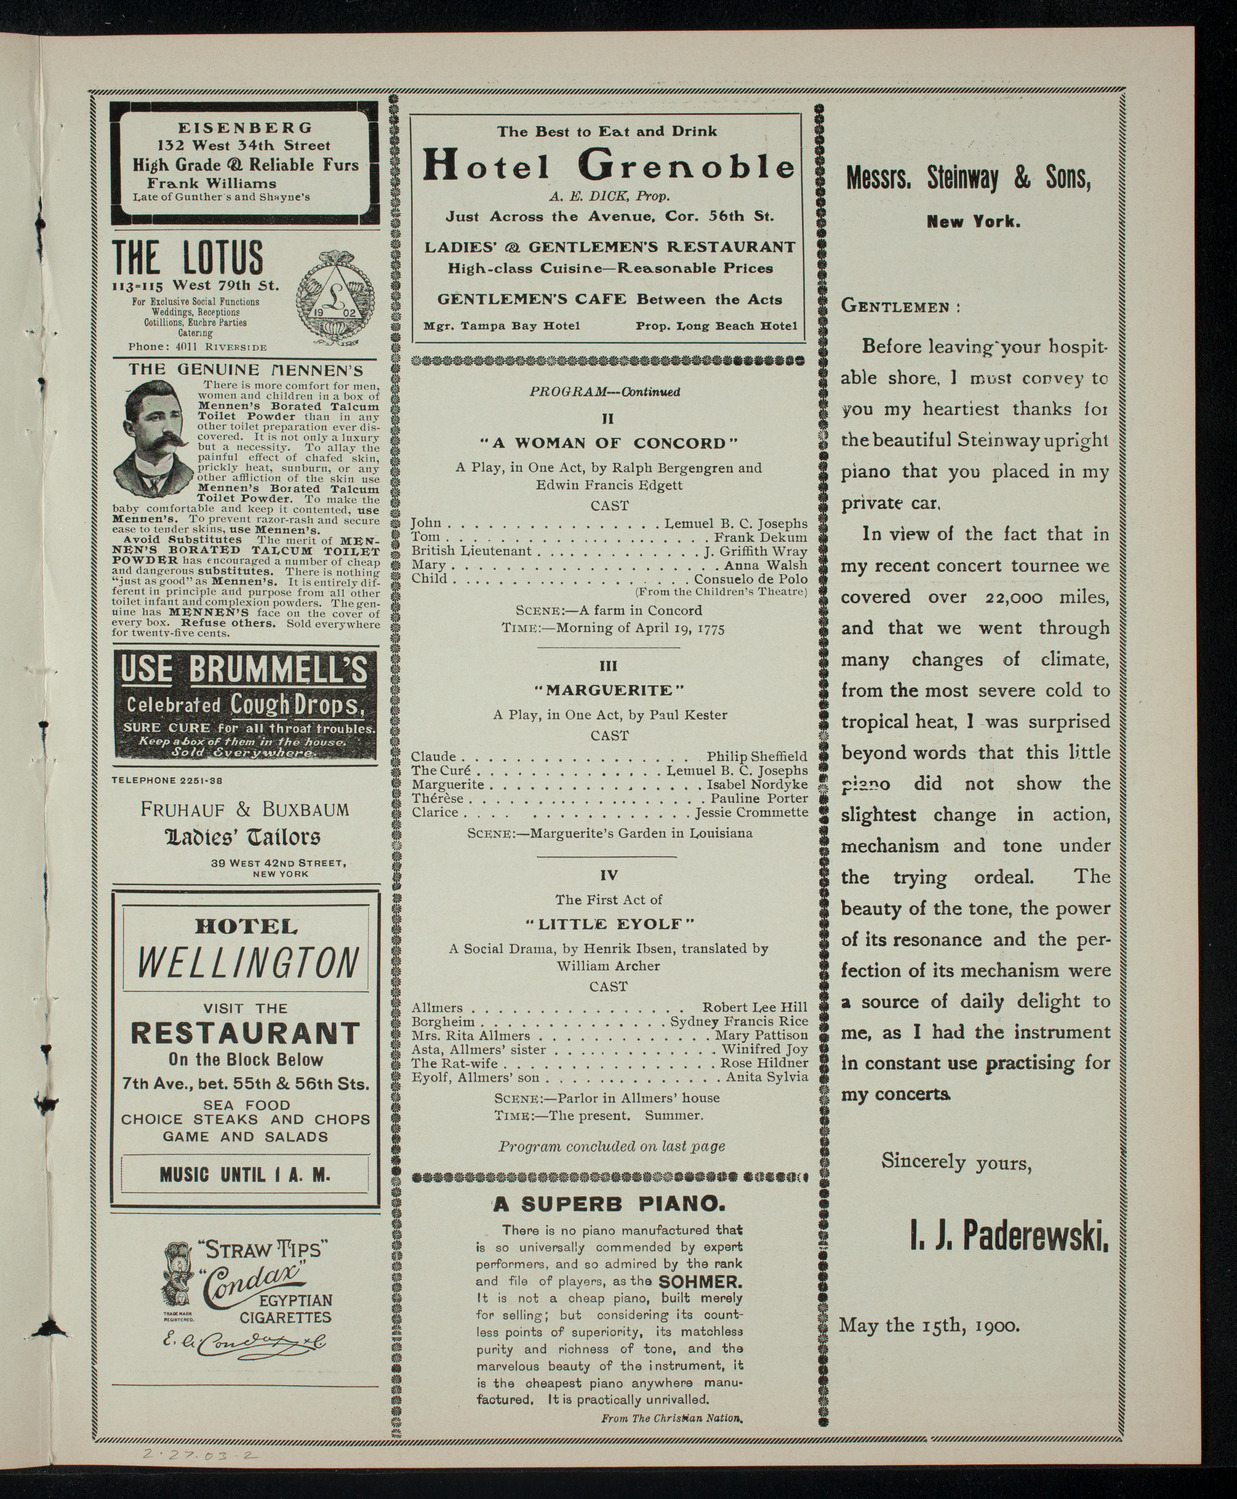 EISENBERG
132 West 34th Street
High Grade & Reliable Furs
Frank Williams
Late of Gunther's and Shayne's
THE LOTUS
113-115 West 79th St.
For Exclusive Social Functions
Weddings, Receptions
Cotillions, Euchre Parties
Catering
Phone: 4011 RIVERSIDE
L
19 02
THE GENUINE MENNEN'S
There is more comfort for men,
women and children in a box of
Mennen's Borated Talcum
Toilet Powder than in any
other toilet preparation ever dis-
covered. It is not only a luxury
but a necessity. To allay the
painful effect of chafed skin,
prickly heat, sunburn, or any
other affliction of the skin use
Mennen's Borated Talcum
Toilet Powder. To make the
baby comfortable and keep it contented, use
Mennen's. To prevent razor-rash and secure
ease to tender skins, use Mennen's.
Avoid Substitutes The merit of MEN-
NEN'S BORATED TALCUM TOILET
POWDER has encouraged a number of cheap
and dangerous substitutes. There is nothing
"just as good" as Mennen's. It is entirely dif-
ferent in principle and purpose from all other
toilet infant and complexion powders. The gen-
uine has MENNEN'S face on the cover of
every box. Refuse others. Sold everywhere
for twenty-five cents.
USE BRUMMELL'S
Celebrated Cough Drops,
SURE CURE for all throat troubles.
Keep a box of them in the house.
Sold Everywhere.
TELEPHONE 2251-38
FRUHAUF & BUXBAUM
Ladies' Tailors
39 WEST 42ND STREET,
NEW YORK
HOTEL
WELLINGTON
VISIT THE
RESTAURANT
On the Block Below
7th Ave., bet. 55th & 56th Sts.
SEA FOOD
CHOICE STEAKS AND CHOPS
GAME AND SALADS
MUSIC UNTIL 1 A. M.
"STRAW TIPS"
"Condax"
EGYPTIAN
CIGARETTES
TRADE MARK
REGISTERED.
E. A. Condax & Co
2.27.03-2
The Best to Eat and Drink
Hotel Grenoble
A. E. DICK, Prop.
Just Across the Avenue, Cor. 56th St.
LADIES' & GENTLEMEN'S RESTAURANT
High-class Cuisine—Reasonable Prices
GENTLEMEN'S CAFE Between the Acts
Mgr. Tampa Bay Hotel Prop. Long Beach Hotel
PROGRAM—Continued
II
"A WOMAN OF CONCORD"
A Play, in One Act, by Ralph Bergengren and
Edwin Francis Edgett
CAST
John . . . . . . . . . . . . . . . . Lemuel B. C. Josephs
Tom . . . . . . . . . . . . . . . . . . . . Frank Dekum
British Lieutenant . . . . . . . . . . . . J. Griffith Wray
Mary . . . . . . . . . . . . . . . . . . . . Anna Walsh
Child . . . . . . . . . . . . . . . . . . Consuelo de Polo
(From the Children's Theatre)
SCENE:—A farm in Concord
TIME:—Morning of April 19, 1775
III
"MARGUERITE"
A Play, in One Act, by Paul Kester
CAST
Claude . . . . . . . . . . . . . . . . . Philip Sheffield
The Curé . . . . . . . . . . . . . . Lemuel B. C. Josephs
Marguerite . . . . . . . . . . . . . . . . Isabel Nordyke
Thérèse . . . . . . . . . . . . . . . . . . Pauline Porter
Clarice . . . . . . . . . . . . . . . . Jessie Crommette
SCENE:—Marguerite's Garden in Louisiana
IV
The First Act of
"LITTLE EYOLF"
A Social Drama, by Henrik Ibsen, translated by
William Archer
CAST
Allmers . . . . . . . . . . . . . . . . Robert Lee Hill
Borgheim . . . . . . . . . . . . . . Sydney Francis Rice
Mrs. Rita Allmers . . . . . . . . . . . . . Mary Pattison
Asta, Allmers' sister . . . . . . . . . . . . Winifred Joy
The Rat-wife . . . . . . . . . . . . . . . . Rose Hildner
Eyolf, Allmers' son . . . . . . . . . . . . . Anita Sylvia
SCENE:—Parlor in Allmers' house
TIME:—The present. Summer.
Program concluded on last page
A SUPERB PIANO.
There is no piano manufactured that
is so universally commended by expert
performers, and so admired by the rank
and file of players, as the SOHMER.
It is not a cheap piano, built merely
for selling; but considering its count-
less points of superiority, its matchless
purity and richness of tone, and the
marvelous beauty of the instrument, it
is the cheapest piano anywhere manu-
factured. It is practically unrivalled.
From The Christian Nation.
Messrs. Steinway & Sons,
New York.
GENTLEMEN :
Before leaving your hospit-
able shore, I must convey to
you my heartiest thanks for
the beautiful Steinway upright
piano that you placed in my
private car.
In view of the fact that in
my recent concert tournee we
covered over 22,000 miles,
and that we went through
many changes of climate,
from the most severe cold to
tropical heat, I was surprised
beyond words that this little
piano did not show the
slightest change in action,
mechanism and tone under
the trying ordeal. The
beauty of the tone, the power
of its resonance and the per-
fection of its mechanism were
a source of daily delight to
me, as I had the instrument
in constant use practising for
my concerts.
Sincerely yours,
I. J. Paderewski.
May the 15th, 1900.